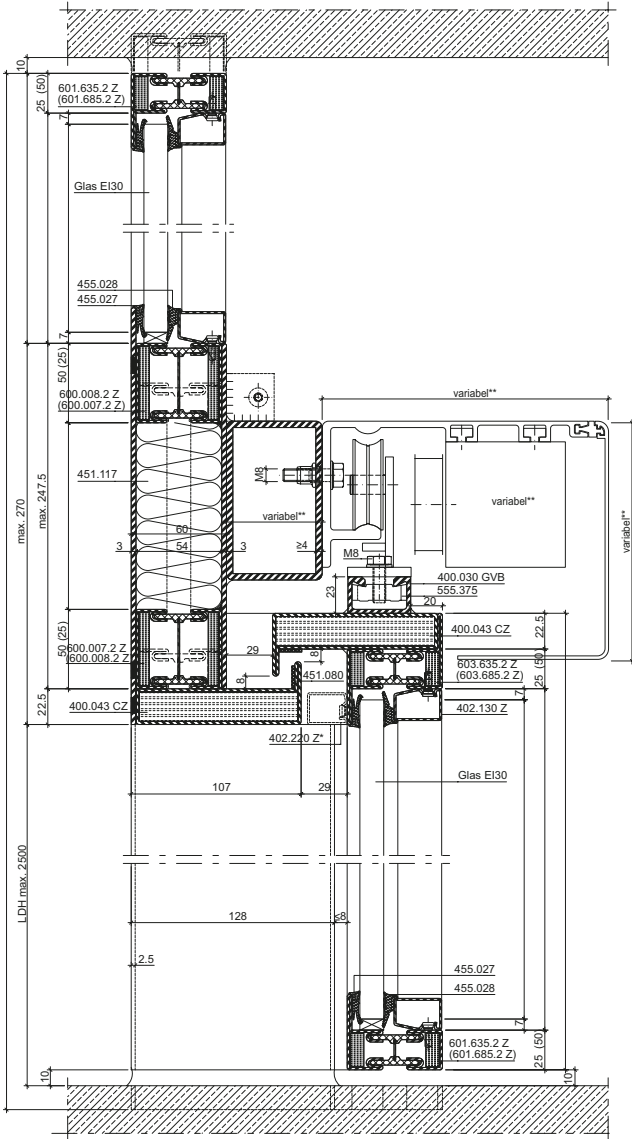 10
25 (50)
601.635.2 Z
(601.685.2 Z)
7
Glas EI30
455.028
455.027
7
50 (25)
600.008.2 Z
(600.007.2 Z)
variabel**
max. 270
max. 247.5
451.117
M8
variabel**
variabel**
variabel**
60
3
54
3
≥4
M8
400.030 GVB
555.375
23
20
400.043 CZ
22.5
50 (25)
600.007.2 Z
(600.008.2 Z)
29
8
451.080
8
603.635.2 Z
(603.685.2 Z)
25 (50)
7
22.5
400.043 CZ
402.130 Z
402.220 Z*
Glas EI30
107
29
LDH max. 2500
128
≤8
2.5
455.027
455.028
7
601.635.2 Z
(601.685.2 Z)
25 (50)
10
10